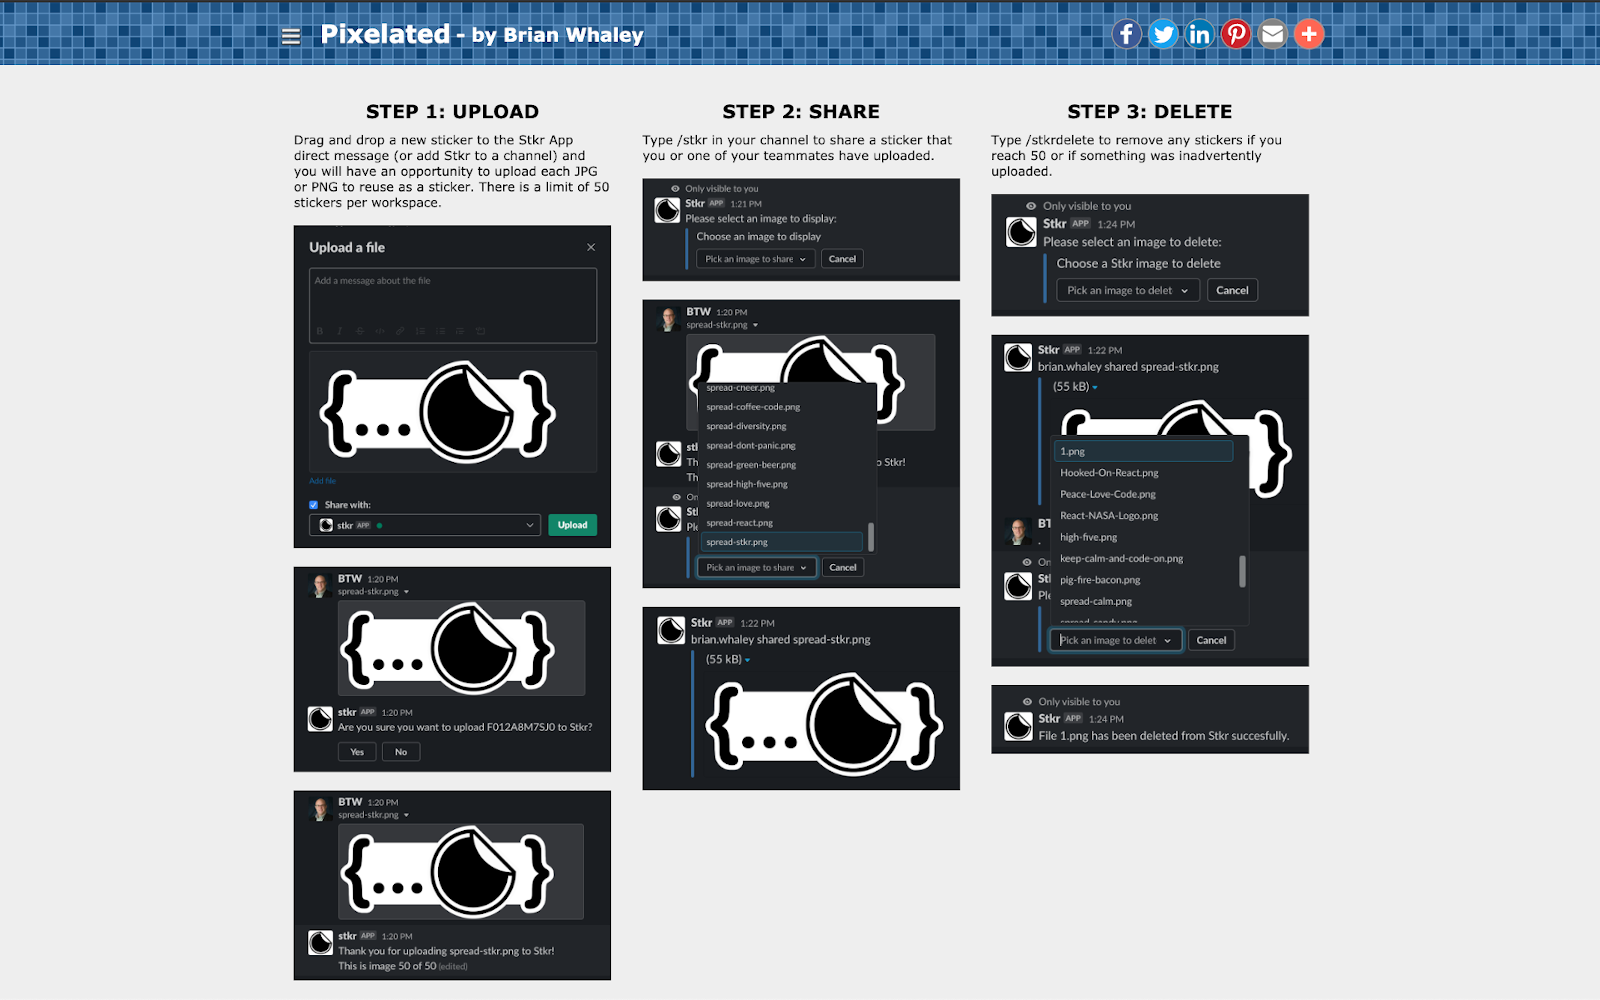 Pixelated - by Brian Whaley
STEP 1: UPLOAD
Drag and drop a new sticker to the Stkr App
direct message (or add Stkr to a channel) and
you will have an opportunity to upload each JPG
or PNG to reuse as a sticker. There is a limit of 50
stickers per workspace.
Upload a file
Add a message about the file
Add file
Share with:
stkr APP
Upload
BTW 1:20 PM
spread-stkr.png
stkr APP 1:20 PM
Are you sure you want to upload F012A8M7SJ0 to Stkr?
Yes No
BTW 1:20 PM
spread-stkr.png
stkr APP 1:20 PM
Thank you for uploading spread-stkr.png to Stkr!
This is image 50 of 50 (edited)
STEP 2: SHARE
Type /stkr in your channel to share a sticker that
you or one of your teammates have uploaded.
Only visible to you
Stkr APP 1:21 PM
Please select an image to display:
Choose an image to display
Pick an image to share Cancel
BTW 1:20 PM
spread-stkr.png
spread-cheer.png
spread-coffee-code.png
spread-diversity.png
spread-dont-panic.png
spread-green-beer.png
spread-high-five.png
spread-love.png
spread-react.png
spread-stkr.png
Pick an image to share Cancel
Stkr APP 1:22 PM
brian.whaley shared spread-stkr.png
(55 kB)
STEP 3: DELETE
Type /stkrdelete to remove any stickers if you
reach 50 or if something was inadvertently
uploaded.
Only visible to you
Stkr APP 1:24 PM
Please select an image to delete:
Choose a Stkr image to delete
Pick an image to delet Cancel
Stkr APP 1:22 PM
brian.whaley shared spread-stkr.png
(55 kB)
1.png
Hooked-On-React.png
Peace-Love-Code.png
React-NASA-Logo.png
high-five.png
keep-calm-and-code-on.png
pig-fire-bacon.png
spread-calm.png
Pick an image to delet Cancel
Only visible to you
Stkr APP 1:24 PM
File 1.png has been deleted from Stkr succesfully.